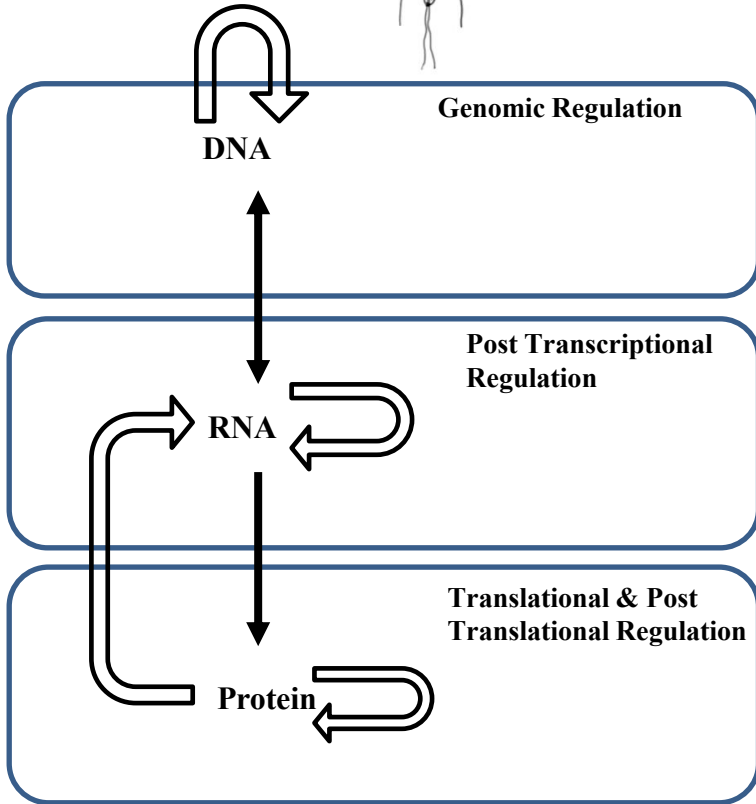 Genomic Regulation
DNA
Post Transcriptional
Regulation
RNA
Translational & Post
Translational Regulation
Protein